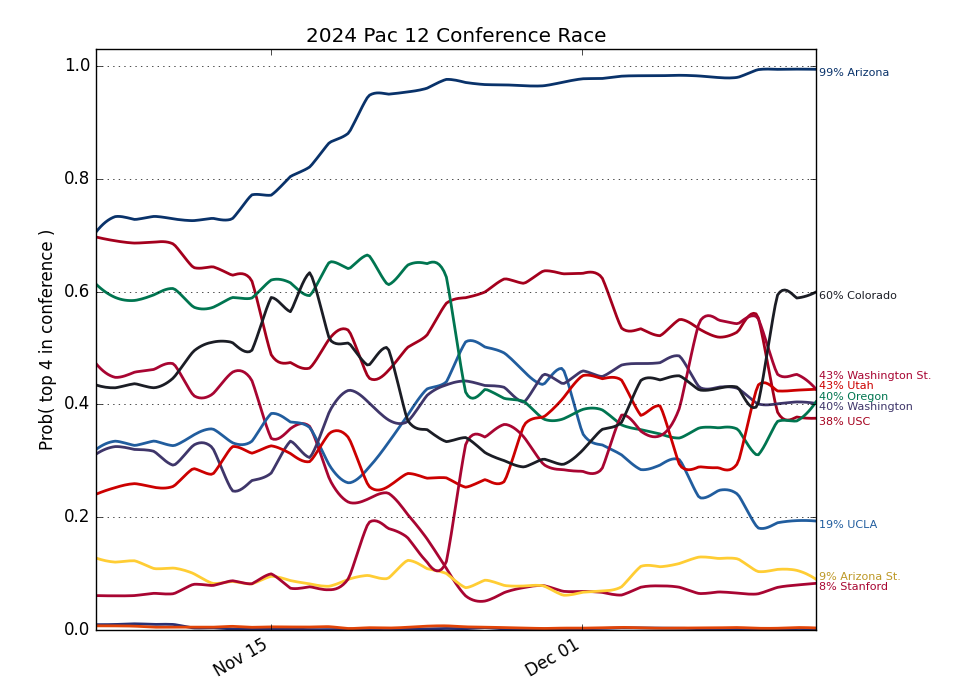 2024 Pac 12 Conference Race
Prob( top 4 in conference )
1.0
0.8
0.6
0.4
0.2
0.0
Nov 15
Dec 01
99% Arizona
60% Colorado
43% Washington St.
43% Utah
40% Oregon
40% Washington
38% USC
19% UCLA
9% Arizona St.
8% Stanford